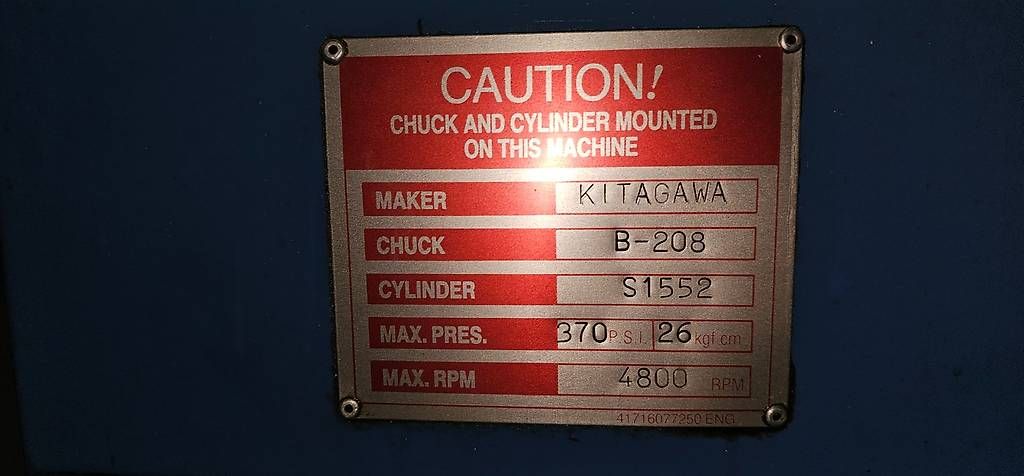 CAUTION!
CHUCK AND CYLINDER MOUNTED
ON THIS MACHINE
MAKER KITAGAWA
CHUCK B-208
CYLINDER S1552
MAX. PRES. 370 P.S.I. 26 kgf.cm
MAX. RPM 4800 RPM
41716077250 ENG.